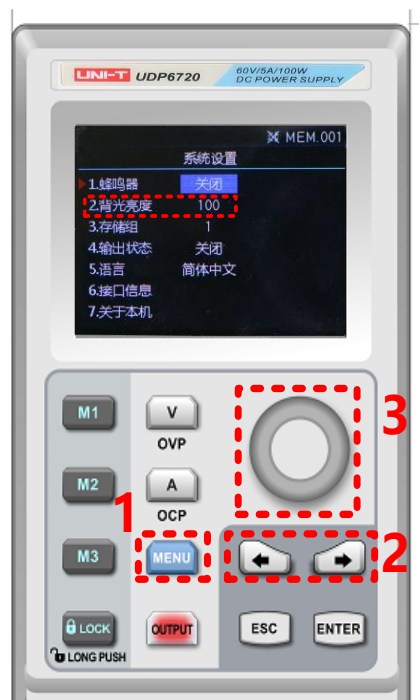 UNI-T UDP6720 60V/5A/100W
DC POWER SUPPLY
MEM.001
系统设置
1.蜂鸣器 关闭
2.背光亮度 100
3.存储组 1
4.输出状态 关闭
5.语言 简体中文
6.接口信息
7.关于本机
M1 V 3
OVP
M2 A
1 OCP
M3 MENU 2
LOCK OUTPUT ESC ENTER
LONG PUSH